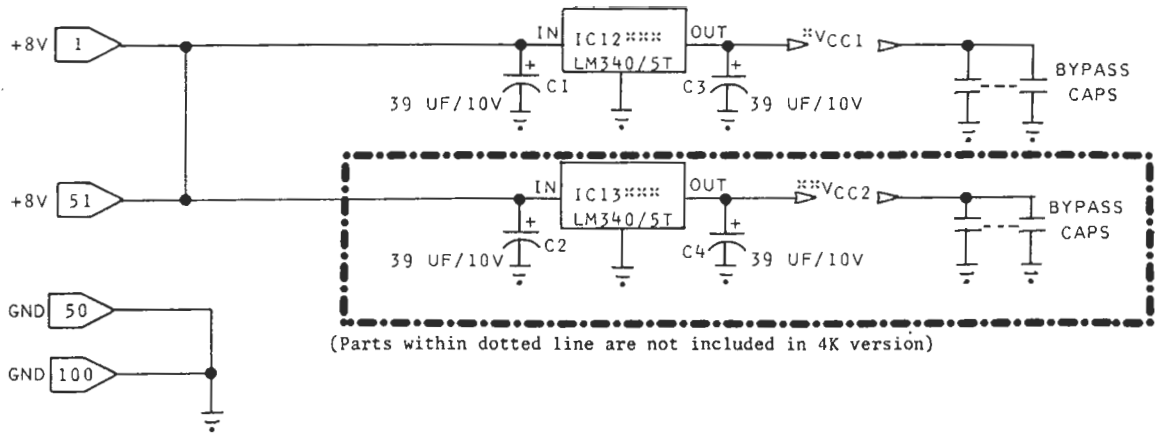 +8V 1 IN IC12*** OUT *VCC1
LM340/5T
+ C1 + C3 BYPASS
39 UF/10V 39 UF/10V CAPS
+8V 51 IN IC13*** OUT **VCC2
LM340/5T
+ C2 + C4 BYPASS
39 UF/10V 39 UF/10V CAPS
GND 50
(Parts within dotted line are not included in 4K version)
GND 100